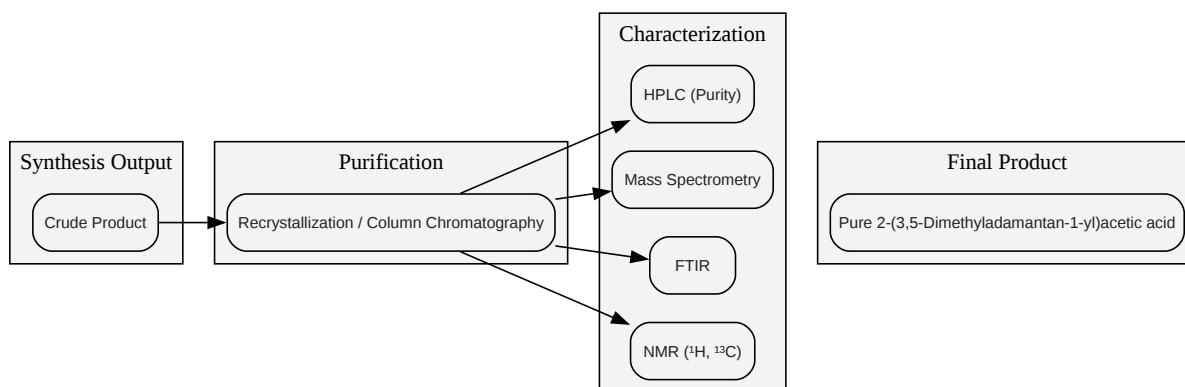 Synthesis Output
Crude Product
Purification
Recrystallization / Column Chromatography
Characterization
HPLC (Purity)
Mass Spectrometry
FTIR
NMR (¹H, ¹³C)
Final Product
Pure 2-(3,5-Dimethyladamantan-1-yl)acetic acid